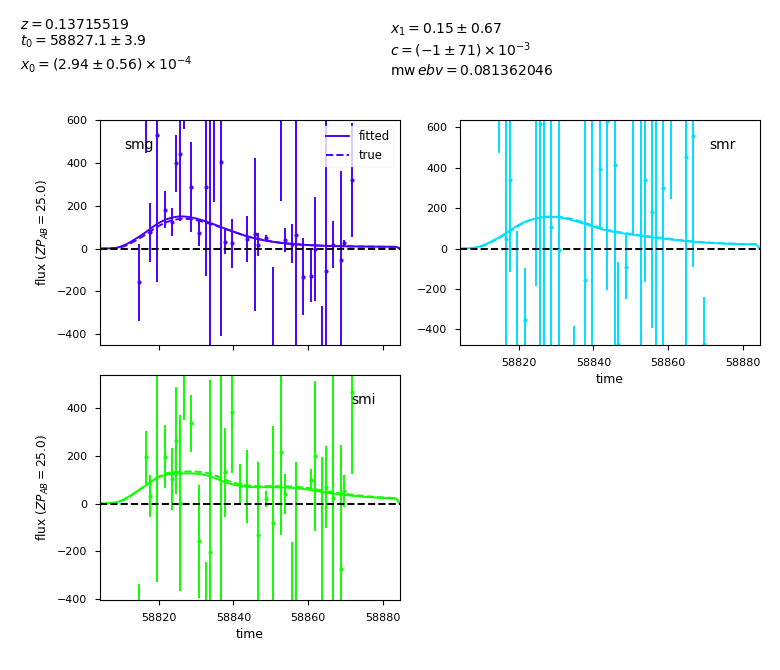 z = 0.13715519
t₀ = 58827.1 ± 3.9
x₀ = (2.94 ± 0.56) × 10⁻⁴
x₁ = 0.15 ± 0.67
c = (−1 ± 71) × 10⁻³
mw ebv = 0.081362046
smg
fitted
true
600
400
200
0
−200
−400
flux (ZP_AB = 25.0)
smr
600
400
200
0
−200
−400
58820 58840 58860 58880
time
smi
400
200
0
−200
−400
flux (ZP_AB = 25.0)
58820 58840 58860 58880
time